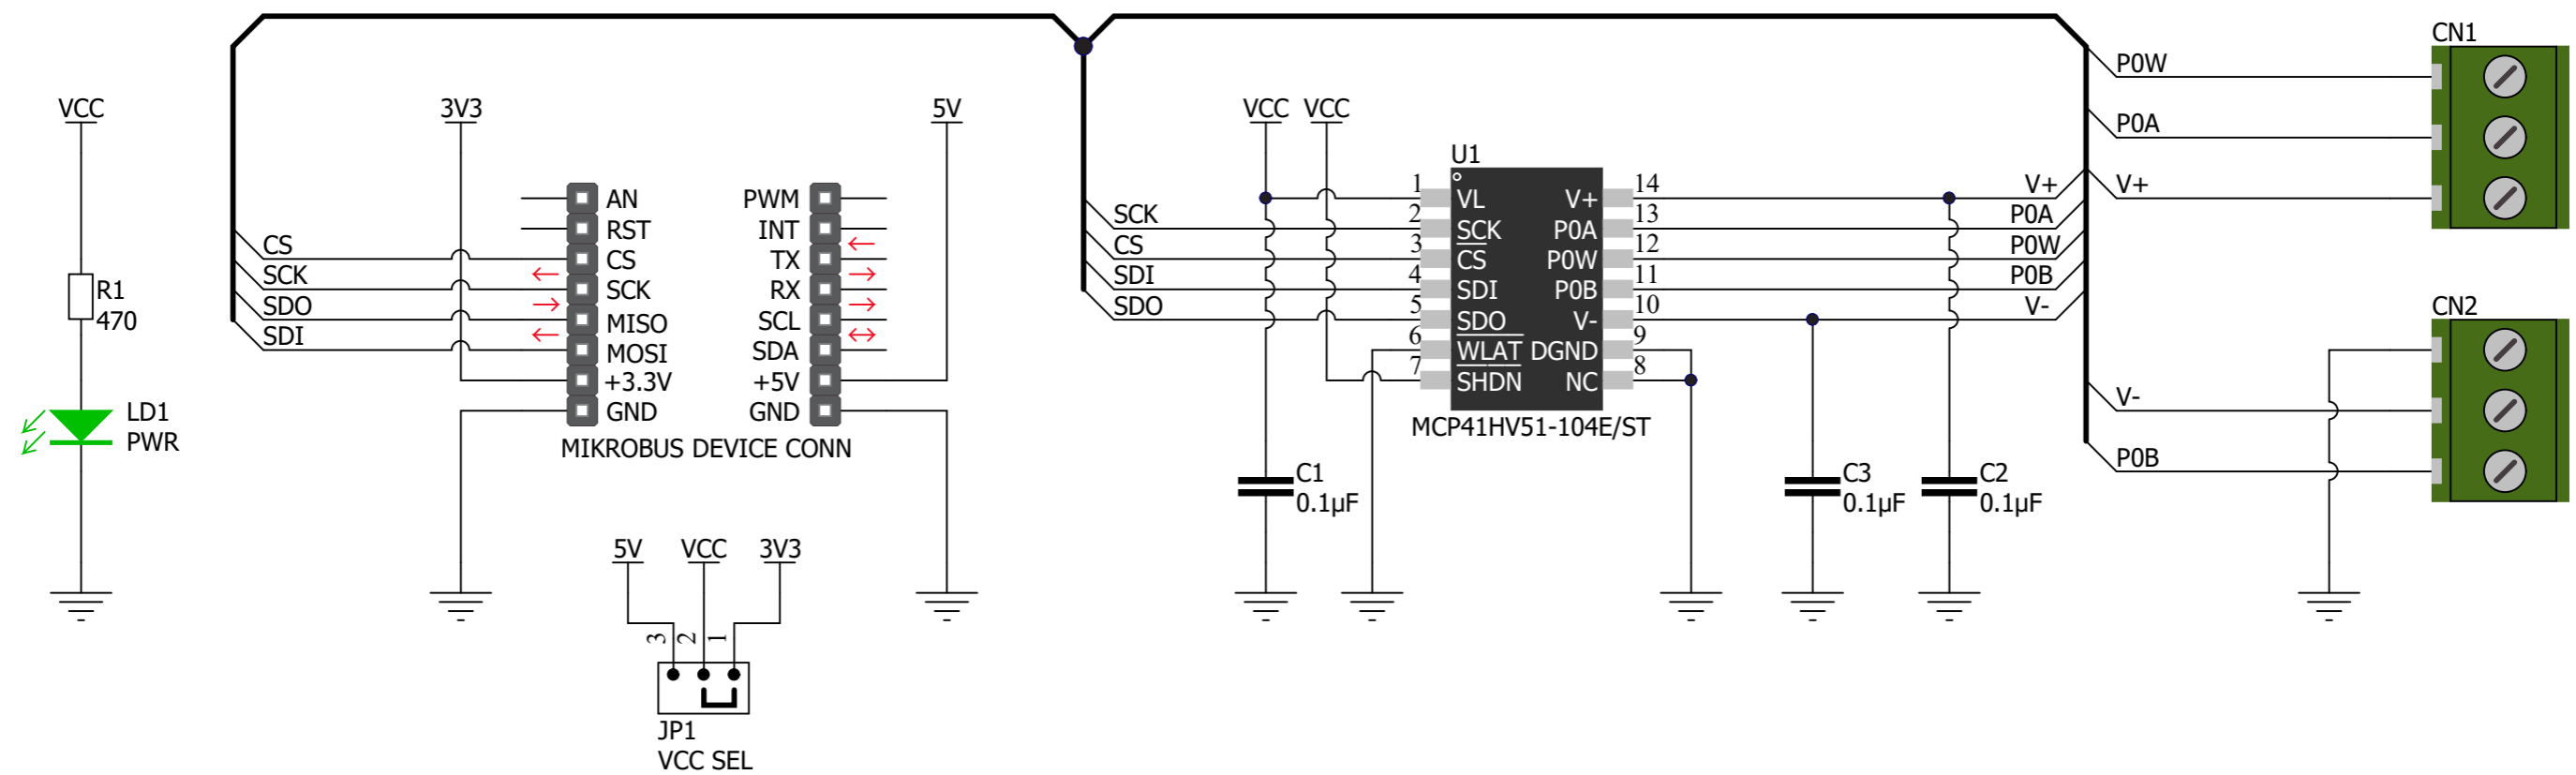 VCC
R1
470
LD1
PWR
3V3
5V
CS
SCK
SDO
SDI
AN
RST
CS
SCK
MISO
MOSI
+3.3V
GND
PWM
INT
TX
RX
SCL
SDA
+5V
GND
MIKROBUS DEVICE CONN
5V VCC 3V3
3 2 1
JP1
VCC SEL
VCC VCC
SCK
CS
SDI
SDO
U1
1 VL V+ 14
2 SCK P0A 13
3 CS P0W 12
4 SDI P0B 11
5 SDO V- 10
6 WLAT DGND 9
7 SHDN NC 8
MCP41HV51-104E/ST
V+
P0A
P0W
P0B
V-
C1
0.1µF
C3
0.1µF
C2
0.1µF
CN1
P0W
P0A
V+
CN2
V-
P0B